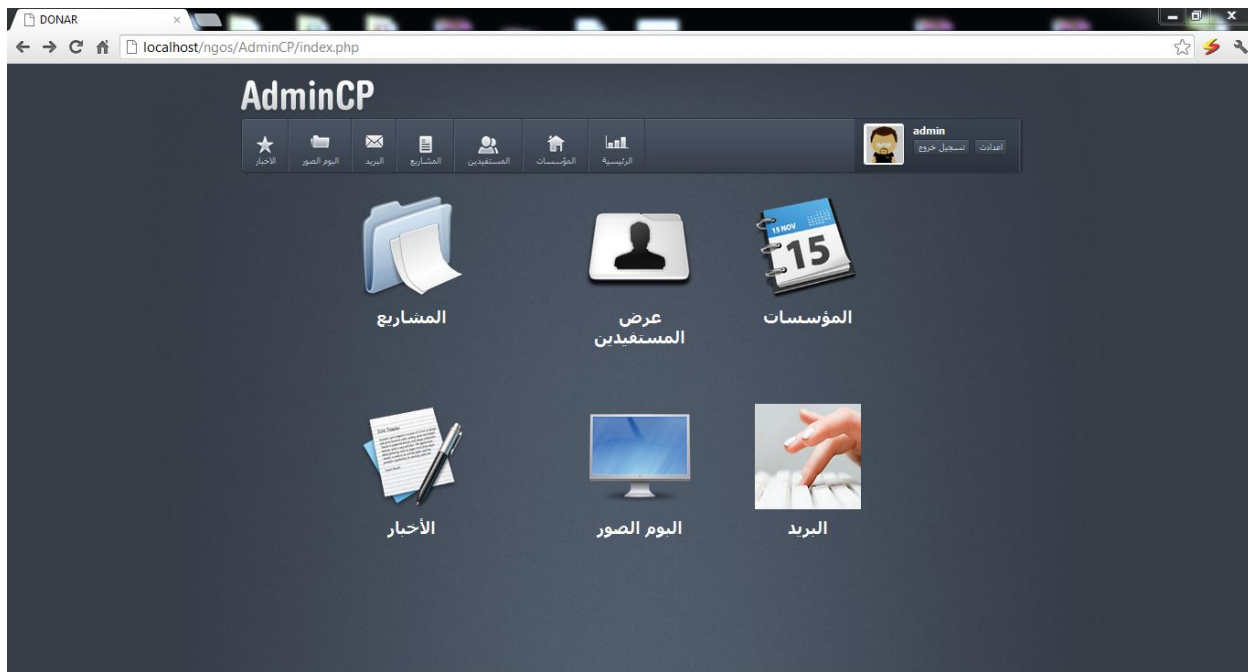 DONAR
localhost/ngos/AdminCP/index.php
AdminCP
admin
اعدادت تسجيل خروج
الرئيسية المؤسسات المستفيدين المشاريع البريد البوم الصور الاخبار
15 NOV
15
المؤسسات
عرض
المستفيدين
المشاريع
البريد
البوم الصور
الأخبار